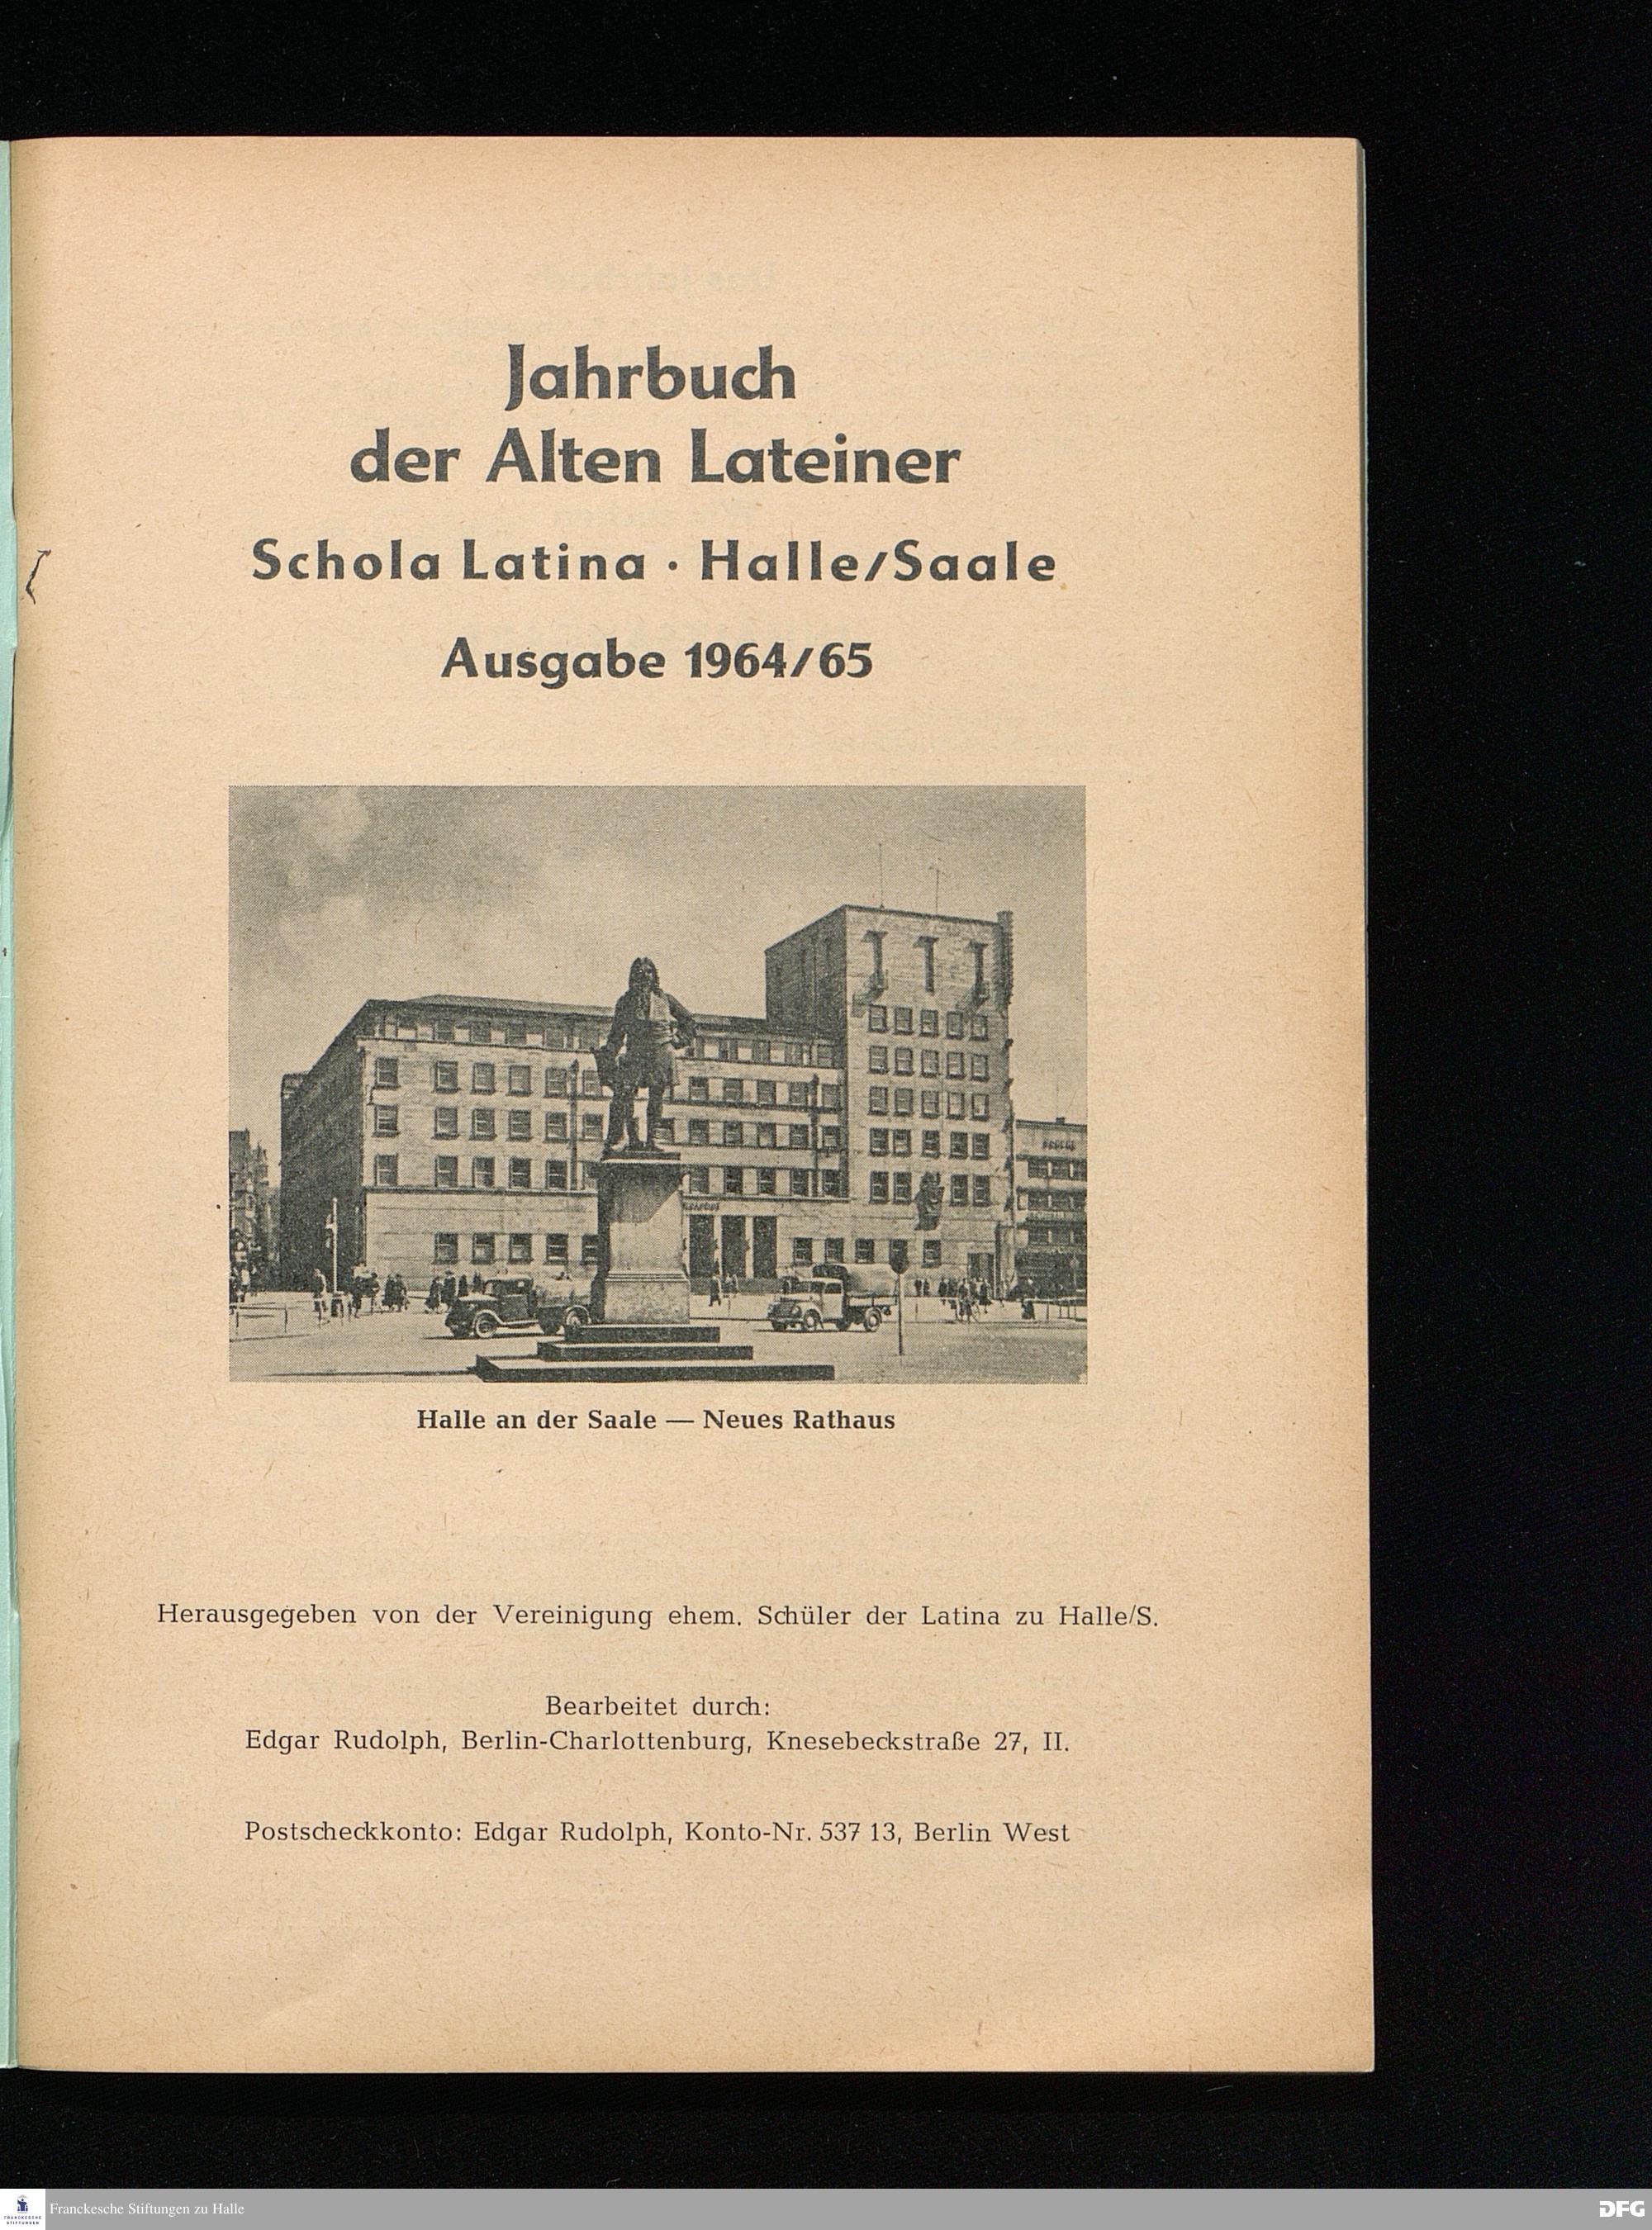 Jahrbuch
der Alten Lateiner
Schola Latina · Halle/Saale
Ausgabe 1964/65
Halle an der Saale — Neues Rathaus
Herausgegeben von der Vereinigung ehem. Schüler der Latina zu Halle/S.
Bearbeitet durch:
Edgar Rudolph, Berlin-Charlottenburg, Knesebeckstraße 27, II.
Postscheckkonto: Edgar Rudolph, Konto-Nr. 537 13, Berlin West
FRANCKESCHE
STIFTUNGEN
Franckesche Stiftungen zu Halle
DFG